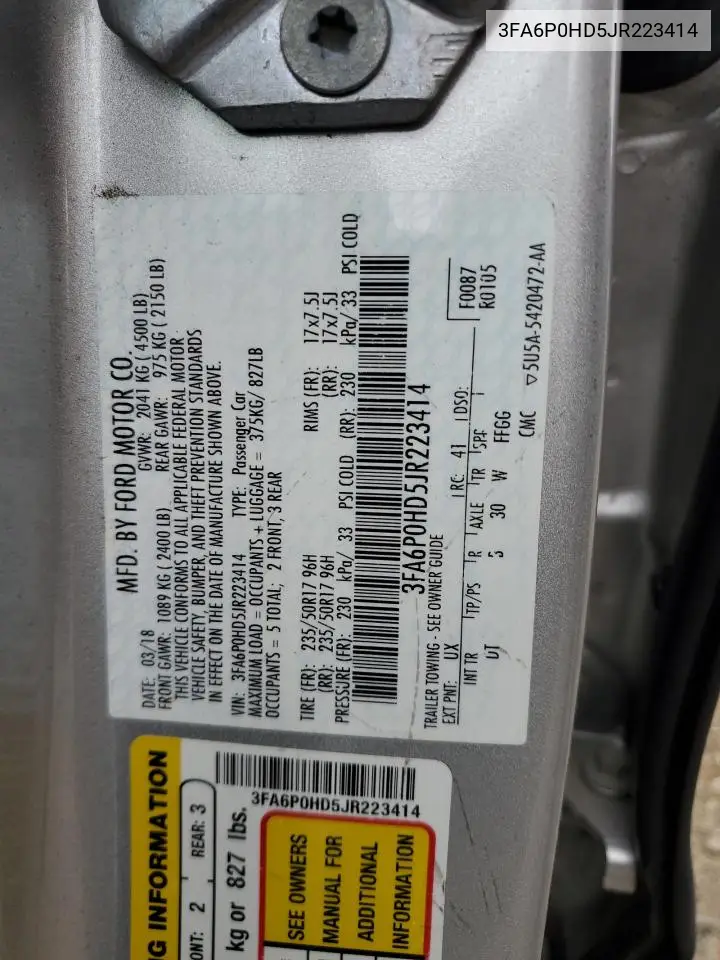 3FA6P0HD5JR223414
MFD. BY FORD MOTOR CO.
DATE: 03/18 GVWR: 2041 KG ( 4500 LB)
FRONT GAWR: 1089 KG ( 2400 LB) REAR GAWR: 975 KG ( 2150 LB)
THIS VEHICLE CONFORMS TO ALL APPLICABLE FEDERAL MOTOR
VEHICLE SAFETY, BUMPER, AND THEFT PREVENTION STANDARDS
IN EFFECT ON THE DATE OF MANUFACTURE SHOWN ABOVE.
VIN: 3FA6P0HD5JR223414 TYPE: Passenger Car
MAXIMUM LOAD = OCCUPANTS + LUGGAGE = 375KG/ 827LB
OCCUPANTS = 5 TOTAL; 2 FRONT, 3 REAR
TIRE (FR): 235/50R17 96H RIMS (FR): 17x7.5J
(RR): 235/50R17 96H (RR): 17x7.5J
PRESSURE (FR): 230 kPa/ 33 PSI COLD (RR): 230 kPa/ 33 PSI COLD
3FA6P0HD5JR223414
TRAILER TOWING - SEE OWNER GUIDE
F0087
EXT PNT: UX RC: 41 DSO: R0105
INT TR TP/PS R AXLE TR SPR
UT 30 W FFGG
CMC ▽5U5A-5420472-AA
NG INFORMATION
ONT: 2 REAR: 3
3FA6P0HD5JR223414
kg or 827 lbs.
SEE OWNERS
MANUAL FOR
ADDITIONAL
INFORMATION